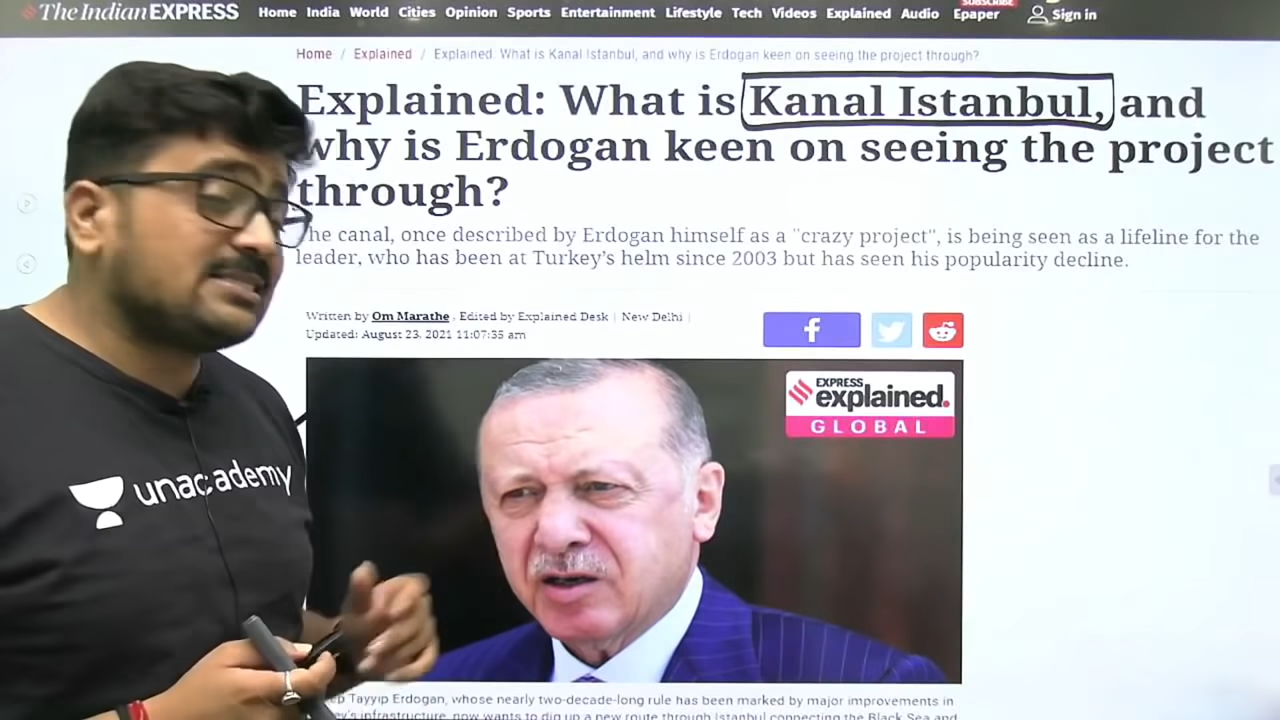 The Indian EXPRESS Home India World Cities Opinion Sports Entertainment Lifestyle Tech Videos Explained Audio Epaper SUBSCRIBE Sign in
Home / Explained / Explained: What is Kanal Istanbul, and why is Erdogan keen on seeing the project through?
Explained: What is Kanal Istanbul, and
why is Erdogan keen on seeing the project
through?
he canal, once described by Erdogan himself as a "crazy project", is being seen as a lifeline for the
leader, who has been at Turkey's helm since 2003 but has seen his popularity decline.
Written by Om Marathe , Edited by Explained Desk | New Delhi |
Updated: August 23, 2021 11:07:35 am
f
EXPRESS
explained.
GLOBAL
unacademy
ep Tayyip Erdogan, whose nearly two-decade-long rule has been marked by major improvements in
ey's infrastructure, now wants to dig up a new route through Istanbul connecting the Black Sea and